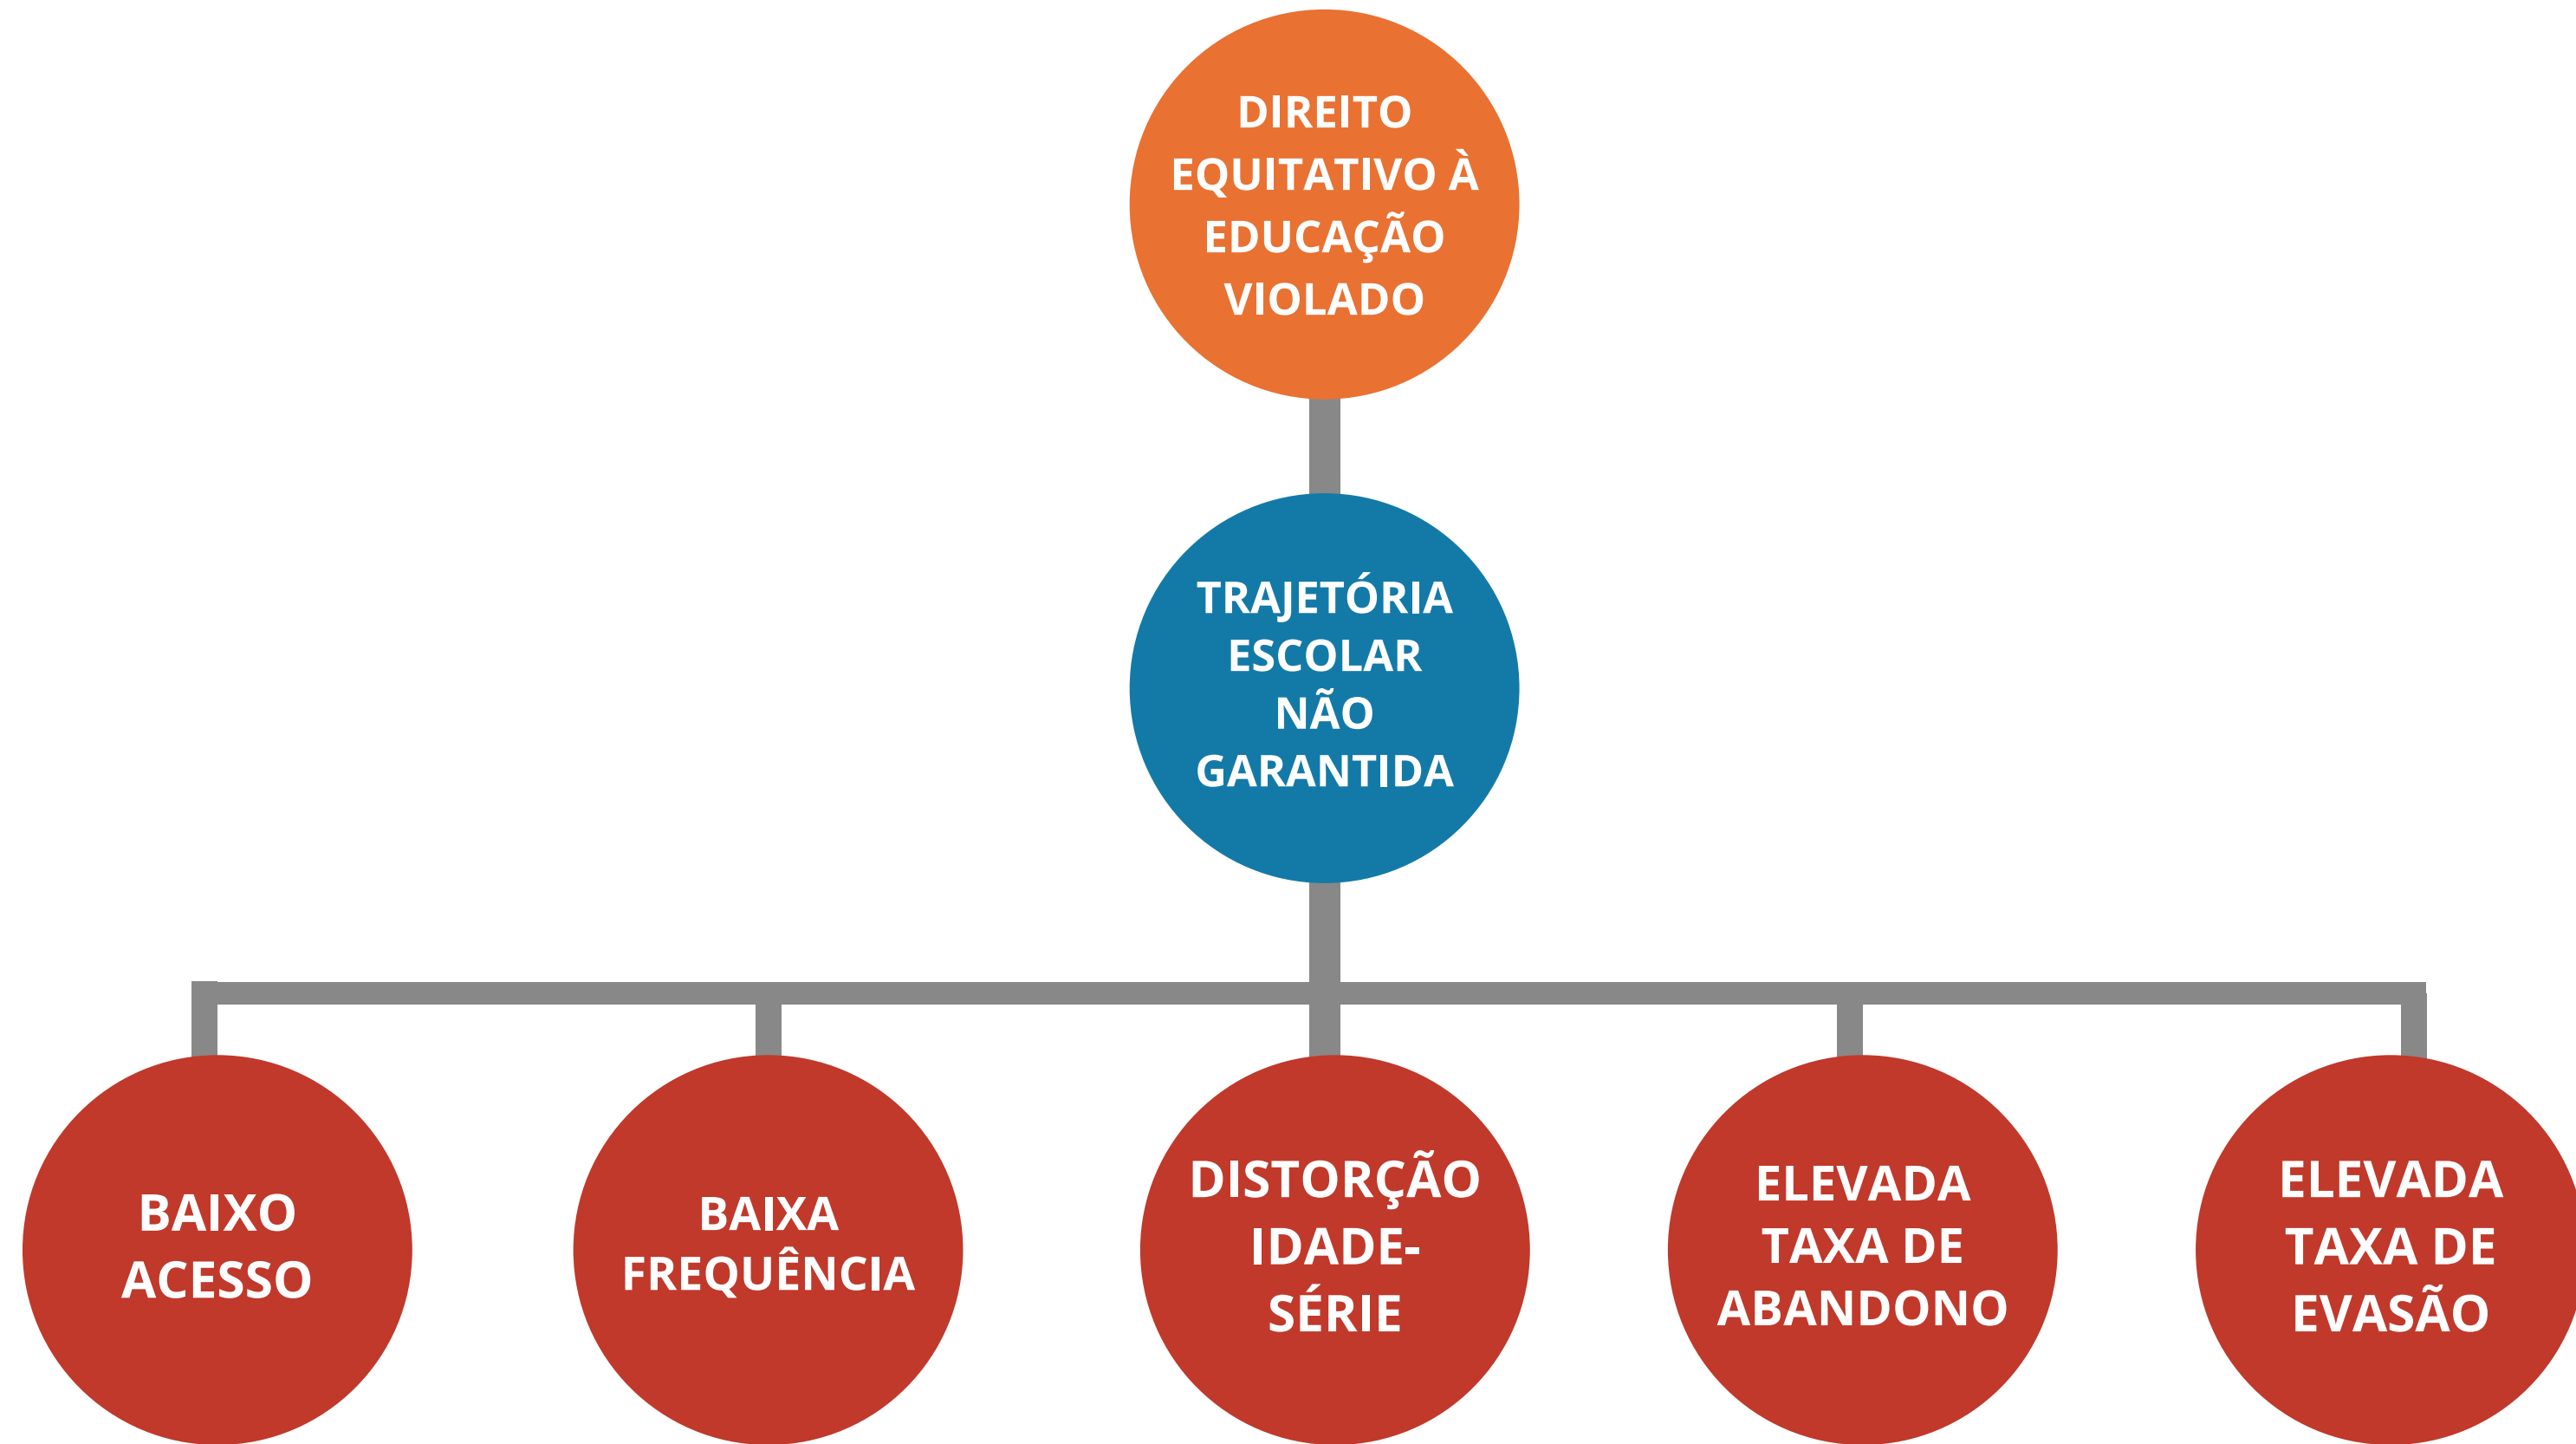 DIREITO
EQUITATIVO À
EDUCAÇÃO
VIOLADO
TRAJETÓRIA
ESCOLAR
NÃO
GARANTIDA
BAIXO
ACESSO
BAIXA
FREQUÊNCIA
DISTORÇÃO
IDADE-
SÉRIE
ELEVADA
TAXA DE
ABANDONO
ELEVADA
TAXA DE
EVASÃO